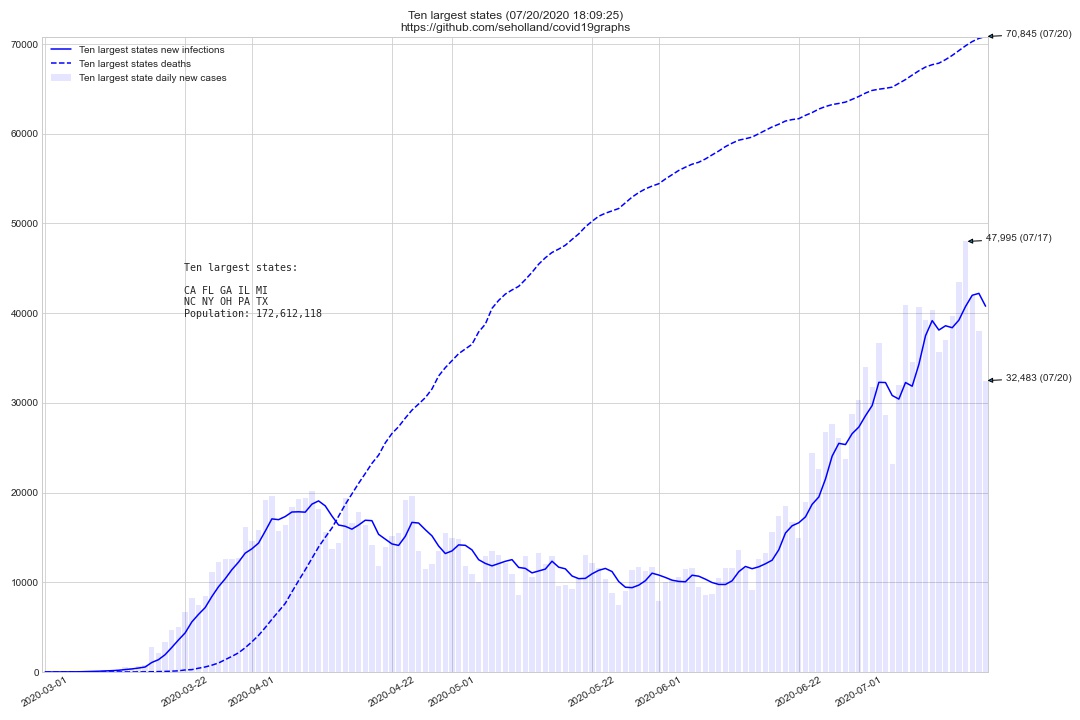 Ten largest states (07/20/2020 18:09:25)
https://github.com/seholland/covid19graphs
70,845 (07/20)
70000
Ten largest states new infections
Ten largest states deaths
Ten largest state daily new cases
60000
50000
47,995 (07/17)
Ten largest states:
CA FL GA IL MI
NC NY OH PA TX
Population: 172,612,118
40000
32,483 (07/20)
30000
20000
10000
0
2020-03-01
2020-03-22
2020-04-01
2020-04-22
2020-05-01
2020-05-22
2020-06-01
2020-06-22
2020-07-01